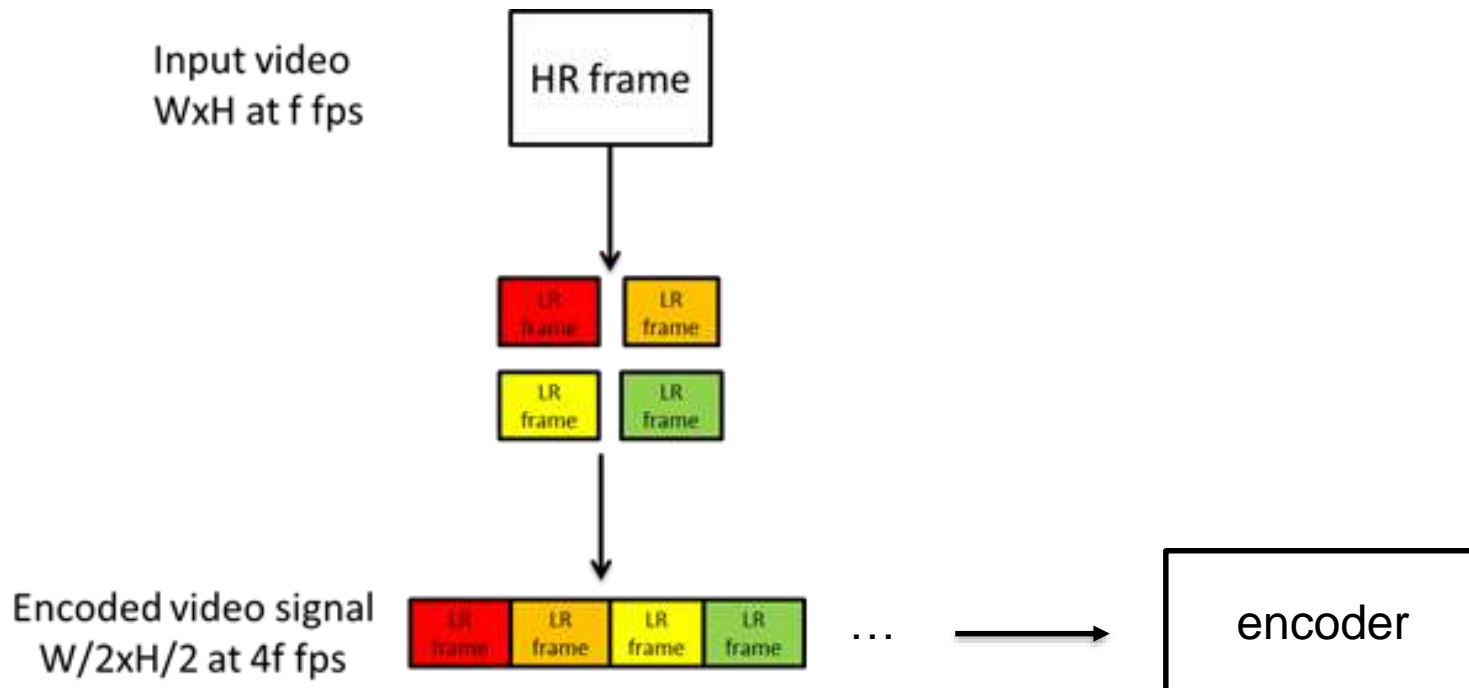 Input video
WxH at f fps
HR frame
LR
frame
LR
frame
LR
frame
LR
frame
Encoded video signal
W/2xH/2 at 4f fps
LR
frame
LR
frame
LR
frame
LR
frame
...
encoder